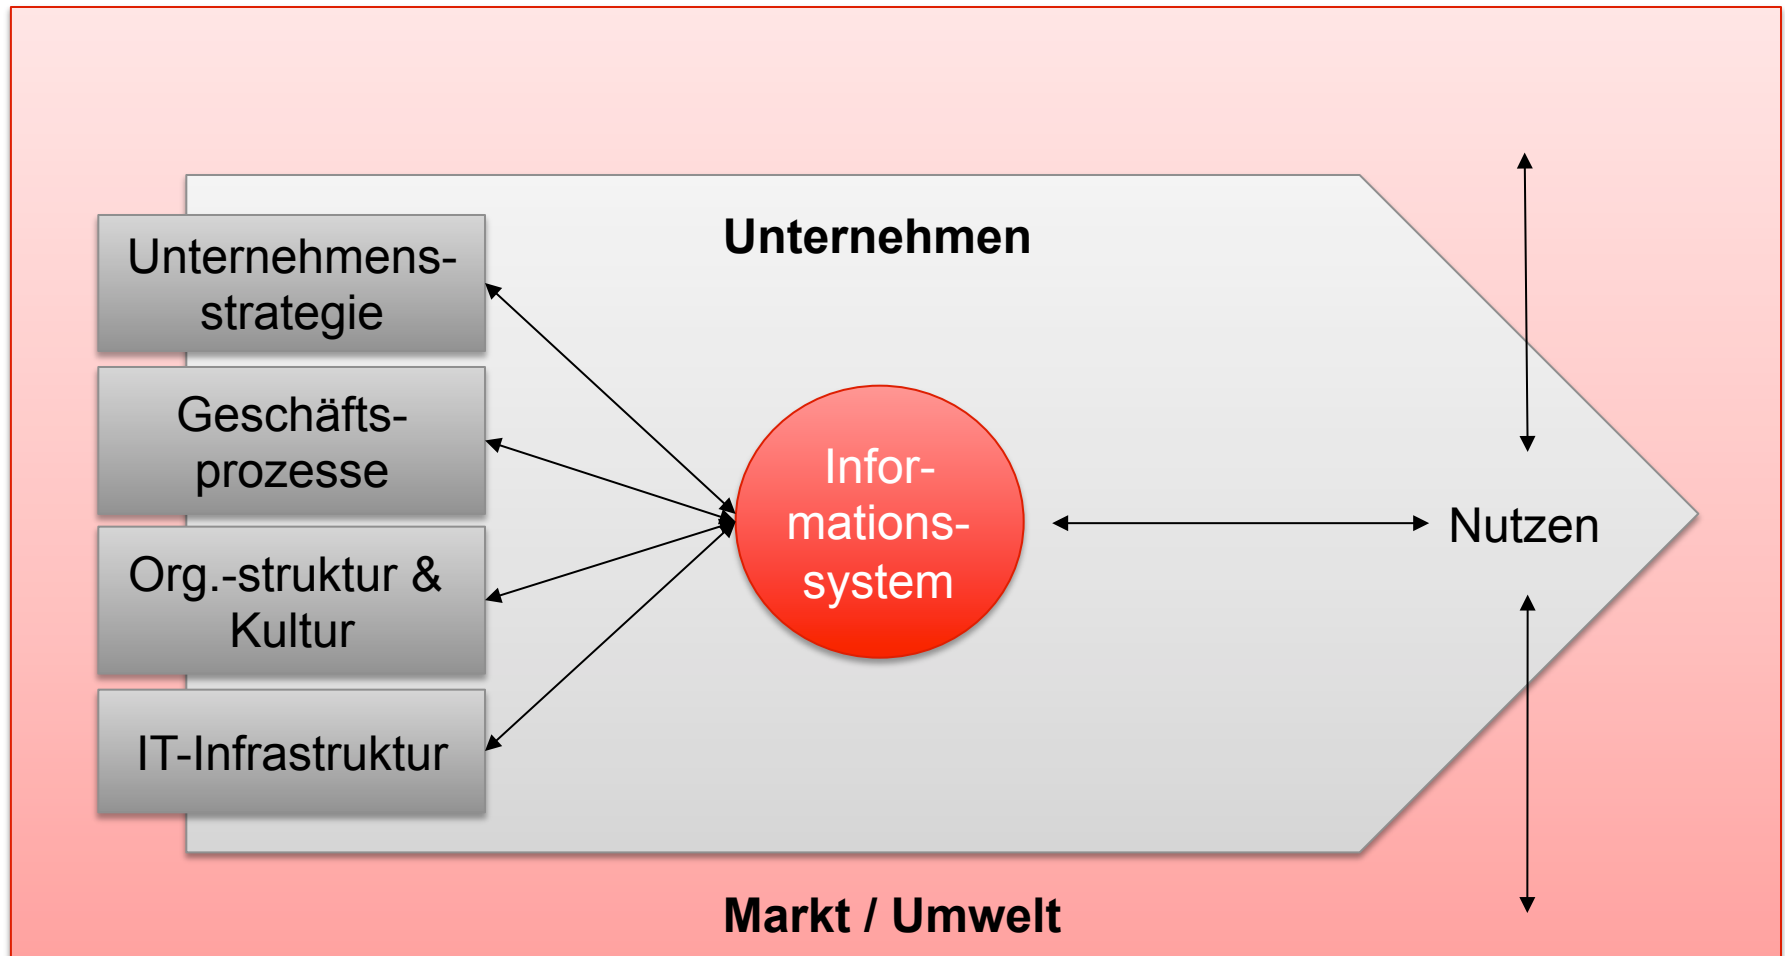 Unternehmen
Unternehmens-
strategie
Geschäfts-
prozesse
Org.-struktur &
Kultur
IT-Infrastruktur
Infor-
mations-
system
Nutzen
Markt / Umwelt